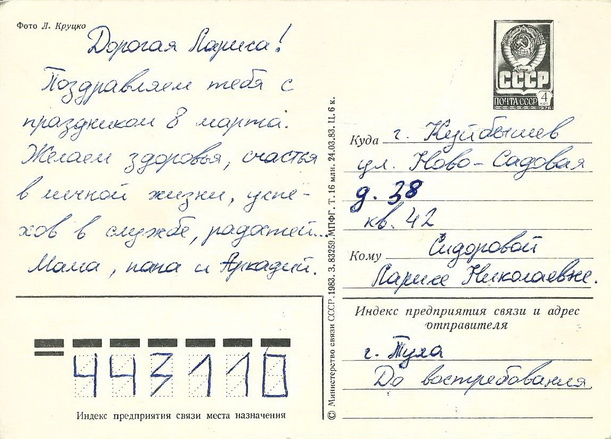 Фото Л. Круцко
Дорогая Лариса!
Поздравляем тебя с
праздником 8 марта.
Желаем здоровья, счастья
в личной жизни, успе-
хов в службе, радостей...
Мама, папа и Аркадий.
СССР
ПОЧТА СССР 4
© Министерство связи СССР. 1983. З. 83259. МПФГ. Т. 16 млн. 24.03.83. Ц. 6 к.
Куда г. Куйбышев
ул. Ново-Садовая
д. 38
кв. 42
Кому Сидоровой
Ларисе Николаевне.
Индекс предприятия связи и адрес
отправителя
г. Тула
До востребования
443110
Индекс предприятия связи места назначения